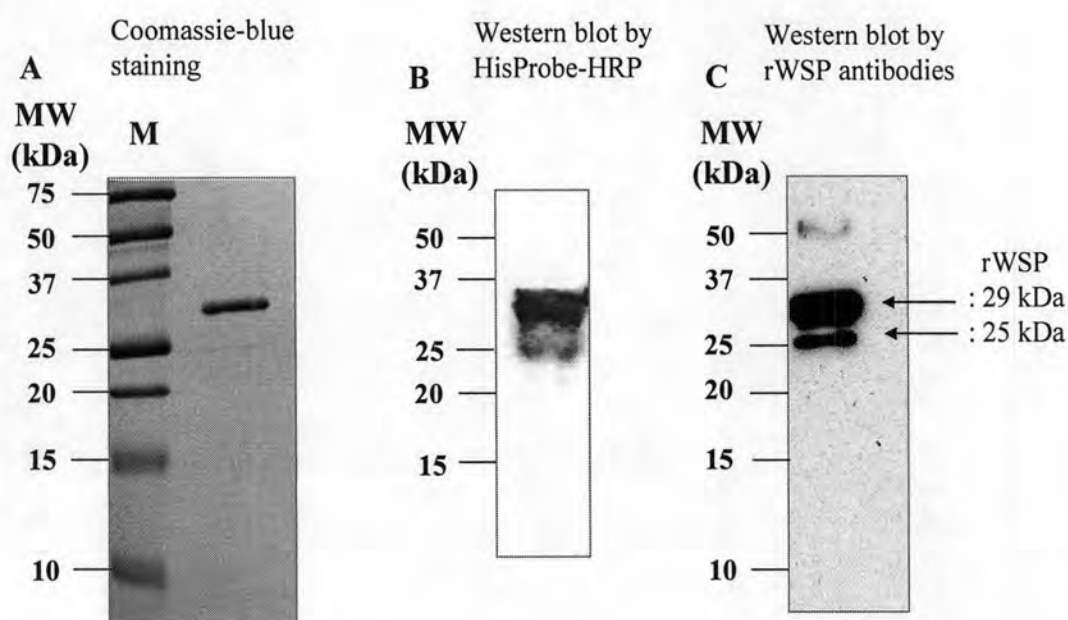 A
Coomassie-blue
staining
MW
(kDa)
M
75
50
37
25
20
15
10
B
Western blot by
HisProbe-HRP
MW
(kDa)
50
37
25
20
15
C
Western blot by
rWSP antibodies
MW
(kDa)
50
37
25
20
15
10
rWSP
: 29 kDa
: 25 kDa